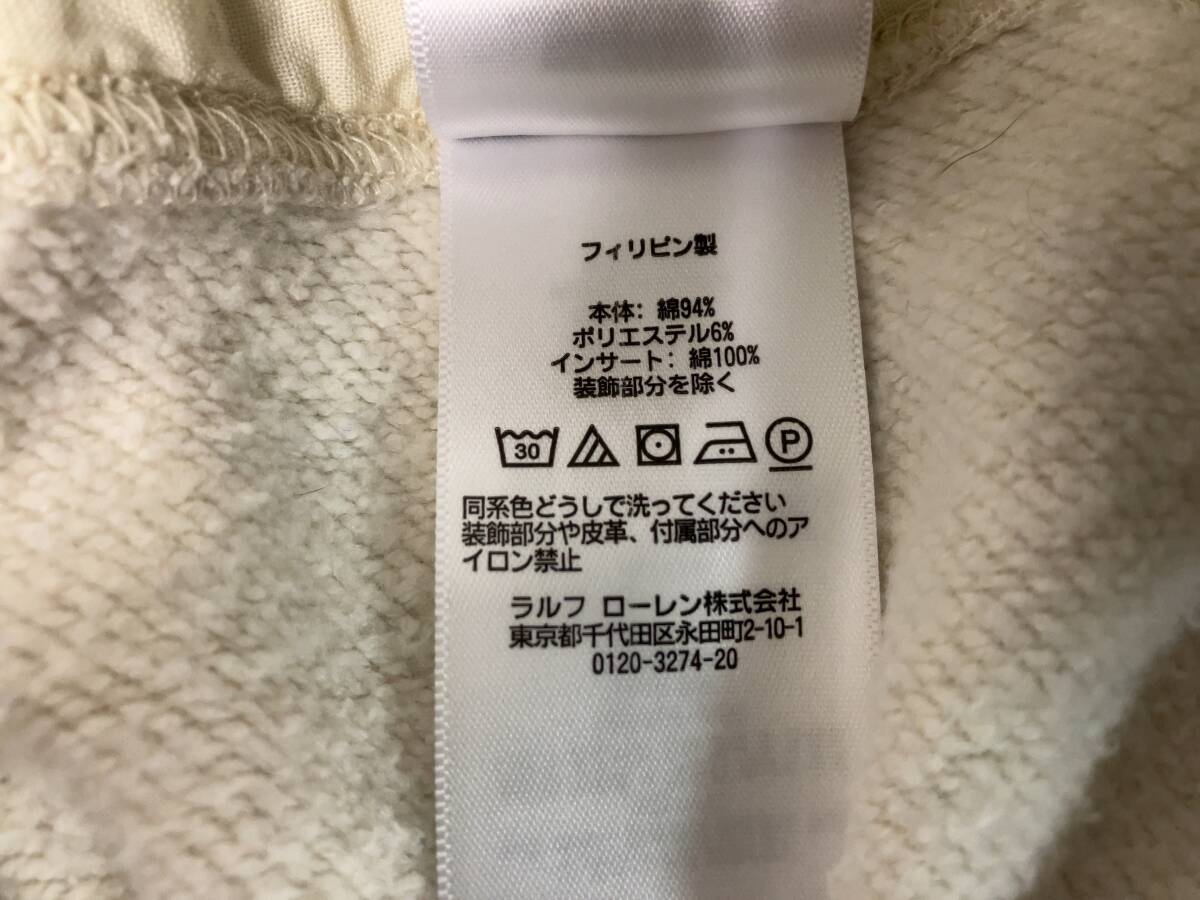 フィリピン製
本体: 綿94%
ポリエステル6%
インサート: 綿100%
装飾部分を除く
30
P
同系色どうしで洗ってください
装飾部分や皮革、付属部分へのア
イロン禁止
ラルフ ローレン株式会社
東京都千代田区永田町2-10-1
0120-3274-20